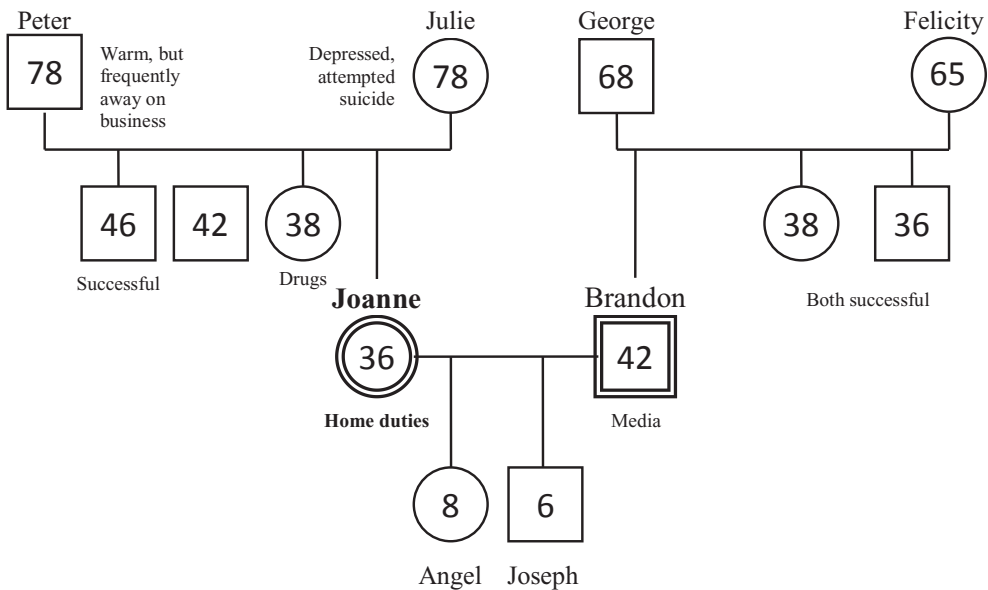 Peter
Julie
George
Felicity
78
Warm, but
frequently
away on
business
Depressed,
attempted
suicide
78
68
65
46
42
38
38
36
Successful
Drugs
Both successful
Joanne
Brandon
36
42
Home duties
Media
8
6
Angel
Joseph